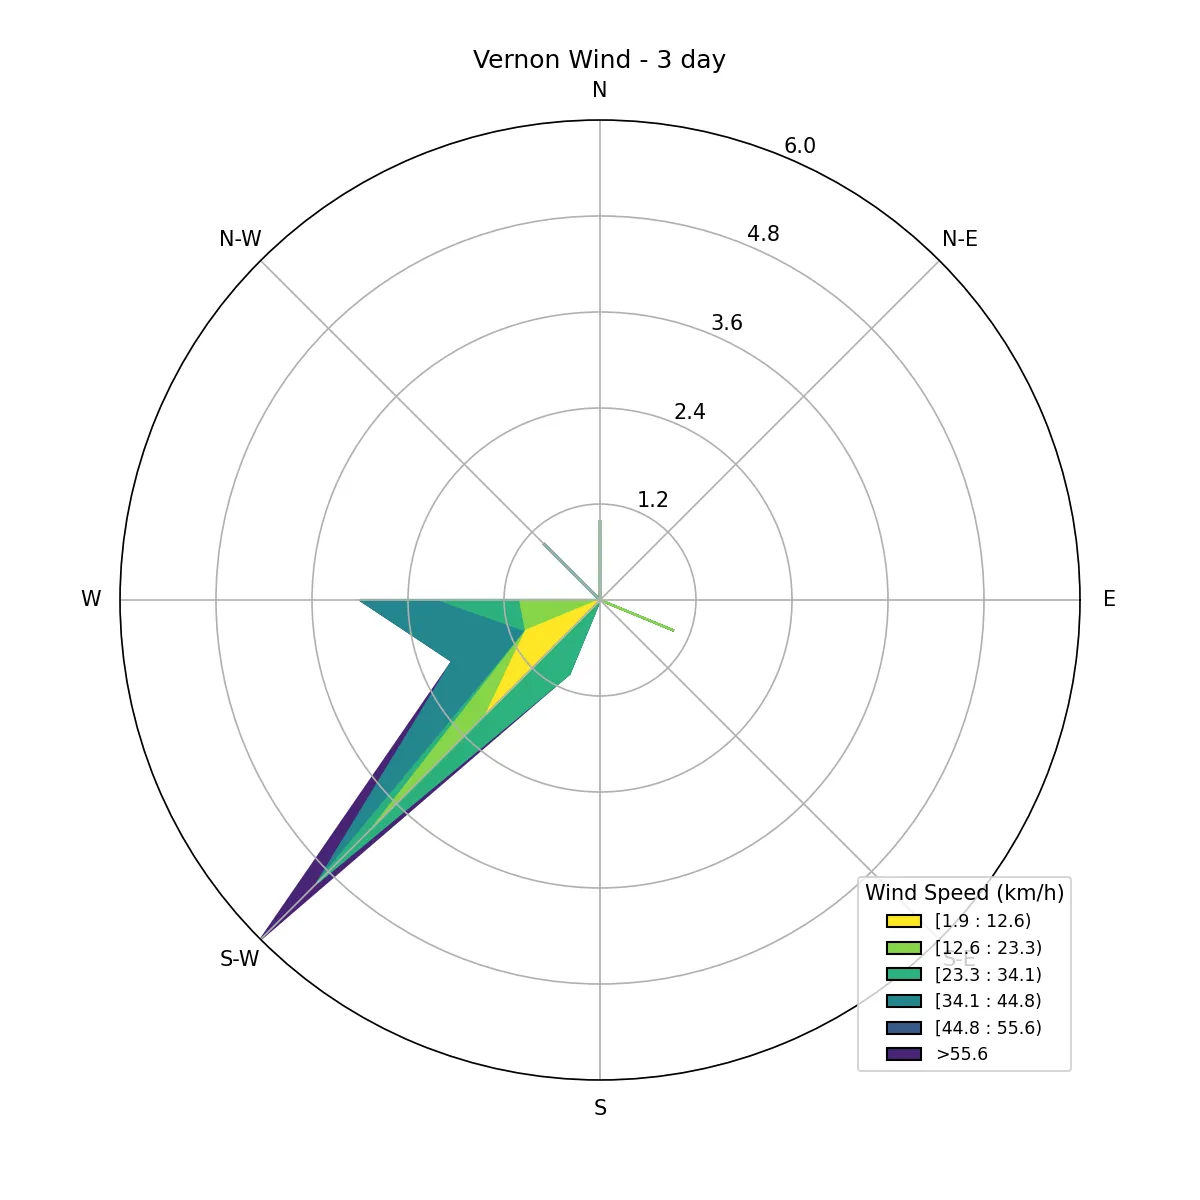 Vernon Wind - 3 day
N
6.0
N-W
4.8
N-E
3.6
2.4
1.2
W
E
S-W
S-E
Wind Speed (km/h)
[1.9 : 12.6)
[12.6 : 23.3)
[23.3 : 34.1)
[34.1 : 44.8)
[44.8 : 55.6)
>55.6
S